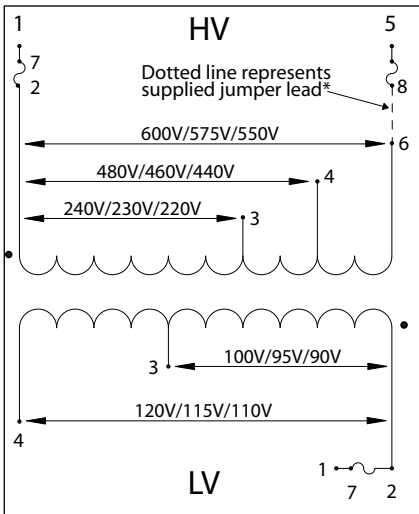 1 HV 5
7
2
8
Dotted line represents
supplied jumper lead*
600V/575V/550V
6
480V/460V/440V
4
240V/230V/220V
3
100V/95V/90V
3
120V/115V/110V
4
1
7 2
LV